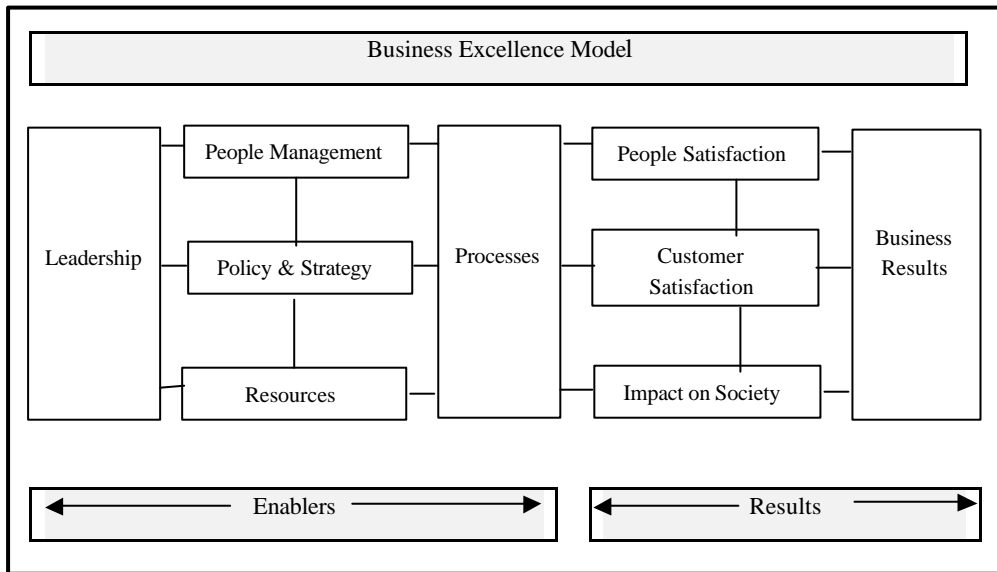 Business Excellence Model
People Management
People Satisfaction
Leadership
Policy & Strategy
Processes
Customer
Satisfaction
Business
Results
Resources
Impact on Society
Enablers
Results